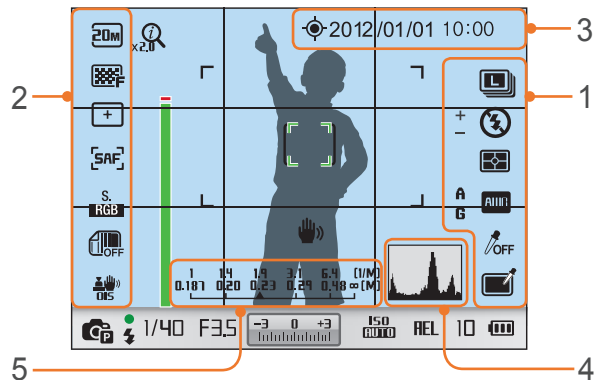 2012/01/01 10:00
3
2
1
20M
x2.0
F
+
L
+
−
SAF
S.
RGB
A
G
AWB
OFF
OFF
OIS
1 1.4 1.9 3.1 6.4 [1/M]
0.187 0.20 0.23 0.29 0.48 ∞ [M]
P
1/40 F3.5 −3 0 +3 ISO AUTO AEL 10
5
4